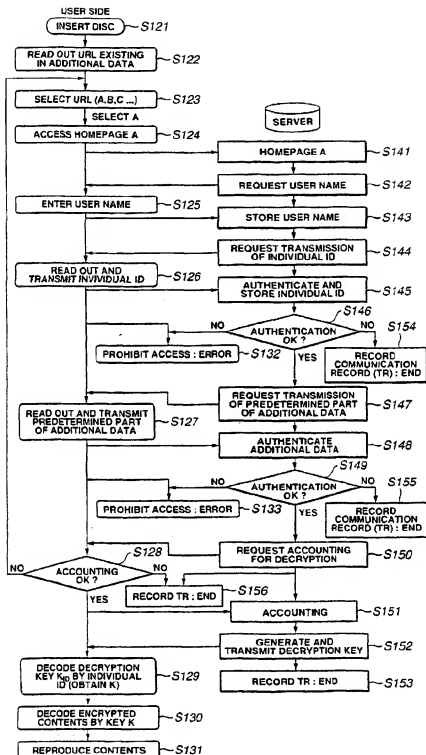 USER SIDE
INSERT DISC
S121
READ OUT URL EXISTING
IN ADDITIONAL DATA
S122
SELECT URL (A,B,C ...)
S123
SELECT A
ACCESS HOMEPAGE A
S124
SERVER
HOMEPAGE A
S141
REQUEST USER NAME
S142
ENTER USER NAME
S125
STORE USER NAME
S143
REQUEST TRANSMISSION
OF INDIVIDUAL ID
S144
READ OUT AND
TRANSMIT INVIVIDUAL ID
S126
AUTHENTICATE AND
STORE INDIVIDUAL ID
S145
S146
AUTHENTICATION
OK ?
NO
NO
YES
S154
PROHIBIT ACCESS : ERROR
S132
RECORD
COMMUNICATION
RECORD (TR) : END
REQUEST TRANSMISSION
OF PREDETERMINED PART
OF ADDITIONAL DATA
S147
READ OUT AND TRANSMIT
PREDETERMINED PART
OF ADDITIONAL DATA
S127
AUTHENTICATE
ADDITIONAL DATA
S148
S149
AUTHENTICATION
OK ?
NO
NO
YES
S155
PROHIBIT ACCESS : ERROR
S133
RECORD
COMMUNICATION
RECORD (TR) : END
REQUEST ACCOUNTING
FOR DECRYPTION
S150
S128
ACCOUNTING
OK ?
NO
YES
RECORD TR : END
S156
ACCOUNTING
S151
GENERATE AND
TRANSMIT DECRYPTION KEY
S152
DECODE DECRYPTION
KEY KID BY INDIVIDUAL
ID (OBTAIN K)
S129
RECORD TR : END
S153
DECODE ENCRYPTED
CONTENTS BY KEY K
S130
REPRODUCE CONTENTS
S131